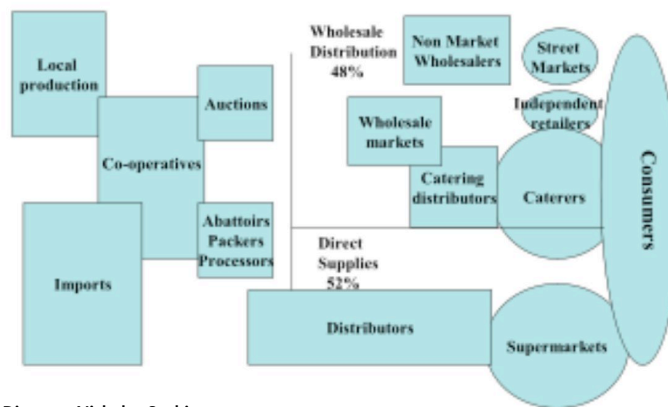 Local
production
Co-operatives
Auctions
Abattoirs
Packers
Processors
Imports
Wholesale
Distribution
48%
Non Market
Wholesalers
Street
Markets
Independent
retailers
Wholesale
markets
Catering
distributors
Caterers
Consumers
Direct
Supplies
52%
Distributors
Supermarkets